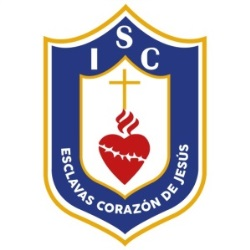 ISC
ESCLAVAS CORAZÓN DE JESÚS